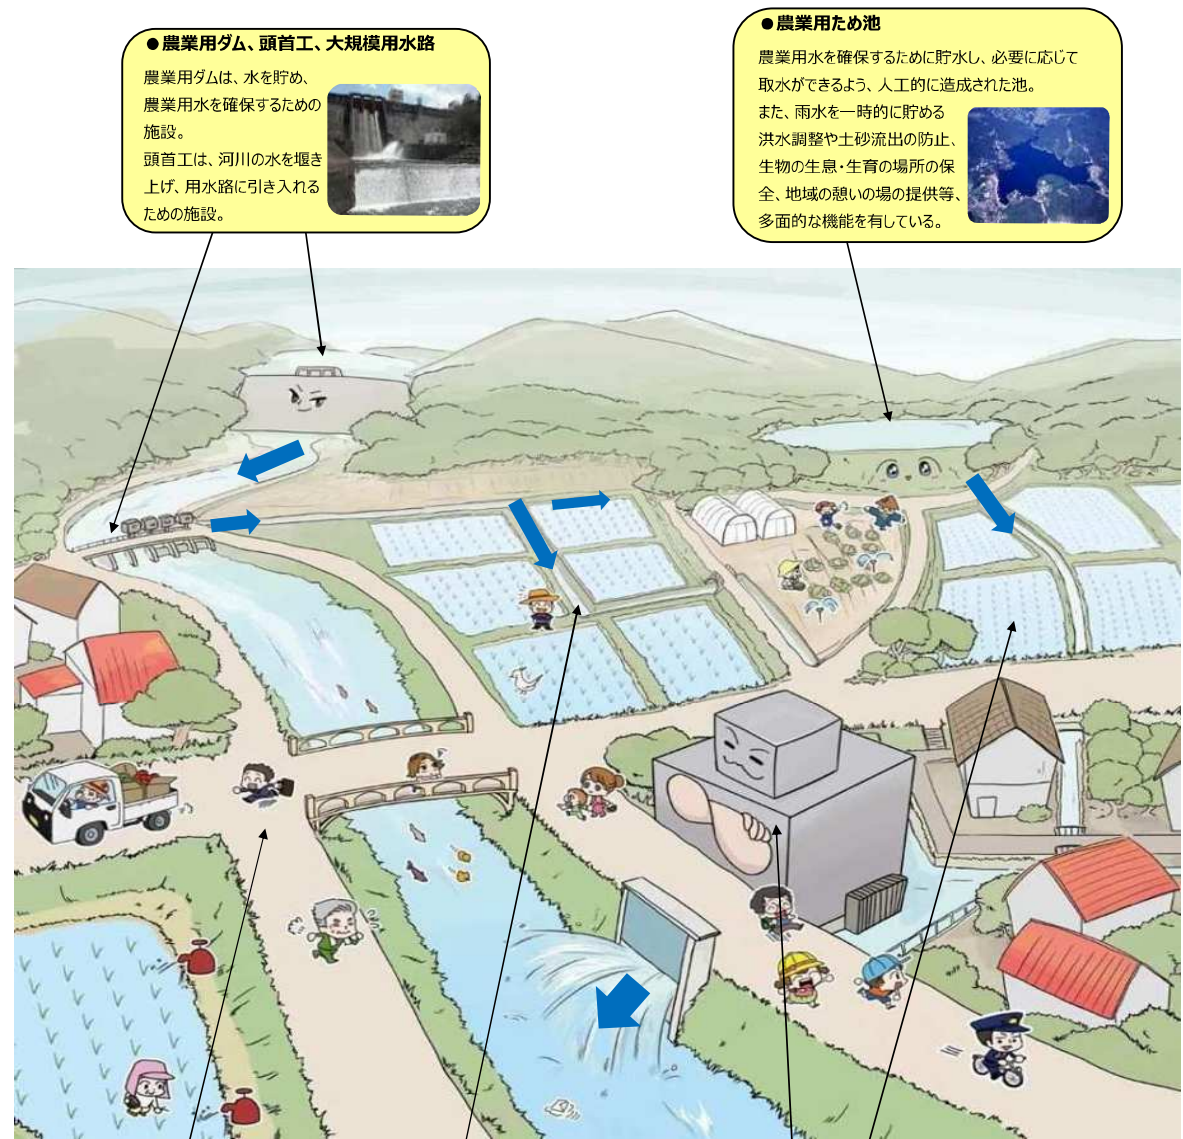 ●農業用ダム、頭首工、大規模用水路
農業用ダムは、水を貯め、
農業用水を確保するための
施設。
頭首工は、河川の水を堰き
上げ、用水路に引き入れる
ための施設。
●農業用ため池
農業用水を確保するために貯水し、必要に応じて
取水ができるよう、人工的に造成された池。
また、雨水を一時的に貯める
洪水調整や土砂流出の防止、
生物の生息・生育の場所の保
全、地域の憩いの場の提供等、
多面的な機能を有している。